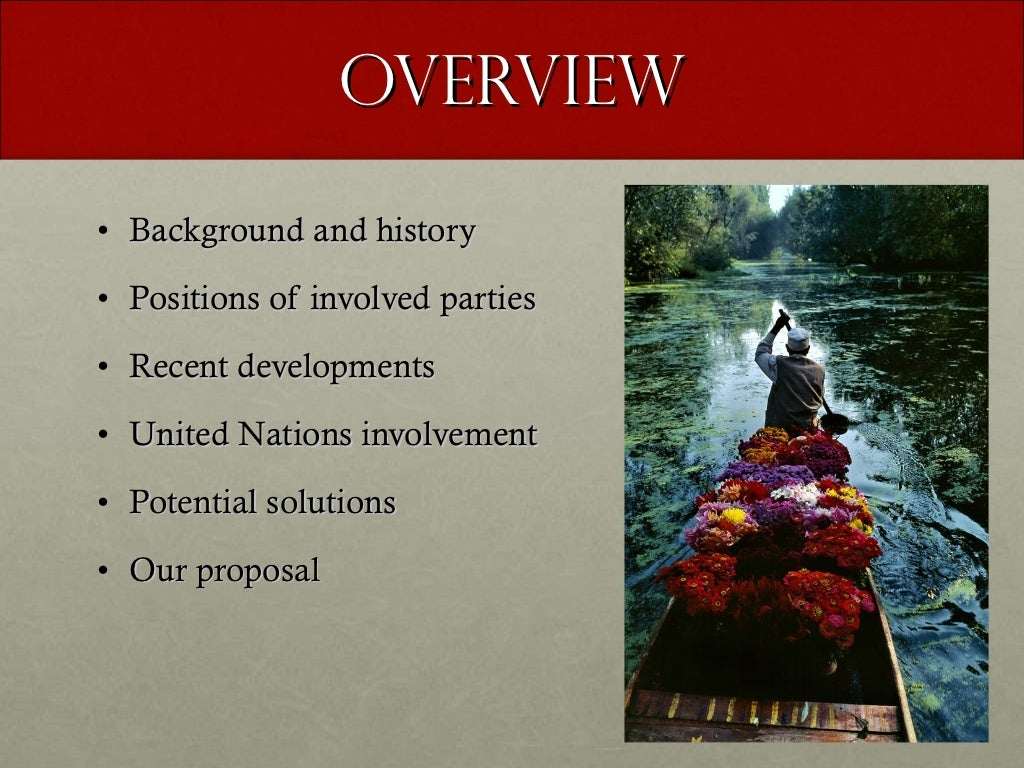 OVERVIEW
• Background and history
• Positions of involved parties
• Recent developments
• United Nations involvement
• Potential solutions
• Our proposal